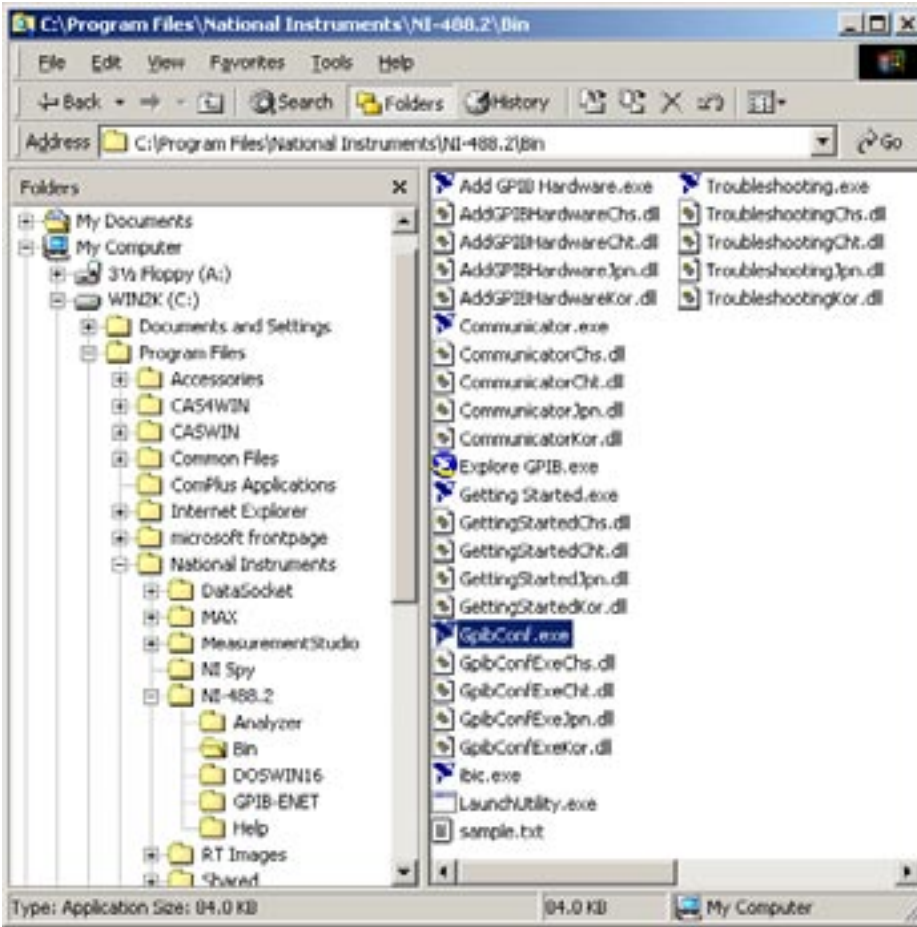 C:\Program Files\National Instruments\NI-488.2\Bin
File Edit View Favorites Tools Help
Back Search Folders History
Address C:\Program Files\National Instruments\NI-488.2\Bin Go
Folders
My Documents
My Computer
3½ Floppy (A:)
WIN2K (C:)
Documents and Settings
Program Files
Accessories
CAS4WIN
CASWIN
Common Files
ComPlus Applications
Internet Explorer
microsoft frontpage
National Instruments
DataSocket
MAX
MeasurementStudio
NI Spy
NI-488.2
Analyzer
Bin
DOSWIN16
GPIB-ENET
Help
RT Images
Shared
Add GPIB Hardware.exe
AddGPIBHardwareChs.dll
AddGPIBHardwareCht.dll
AddGPIBHardwareJpn.dll
AddGPIBHardwareKor.dll
Communicator.exe
CommunicatorChs.dll
CommunicatorCht.dll
CommunicatorJpn.dll
CommunicatorKor.dll
Explore GPIB.exe
Getting Started.exe
GettingStartedChs.dll
GettingStartedCht.dll
GettingStartedJpn.dll
GettingStartedKor.dll
GpibConf.exe
GpibConfExeChs.dll
GpibConfExeCht.dll
GpibConfExeJpn.dll
GpibConfExeKor.dll
ibic.exe
LaunchUtility.exe
sample.txt
Troubleshooting.exe
TroubleshootingChs.dll
TroubleshootingCht.dll
TroubleshootingJpn.dll
TroubleshootingKor.dll
Type: Application Size: 84.0 KB 84.0 KB My Computer